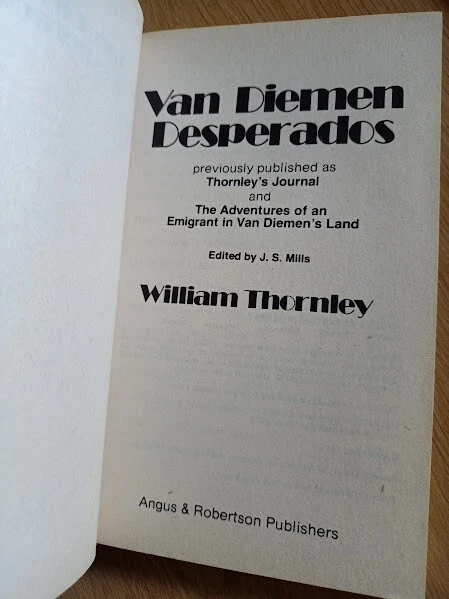 Van Diemen
Desperados
previously published as
Thornley's Journal
and
The Adventures of an
Emigrant in Van Diemen's Land
Edited by J. S. Mills
William Thornley
Angus & Robertson Publishers